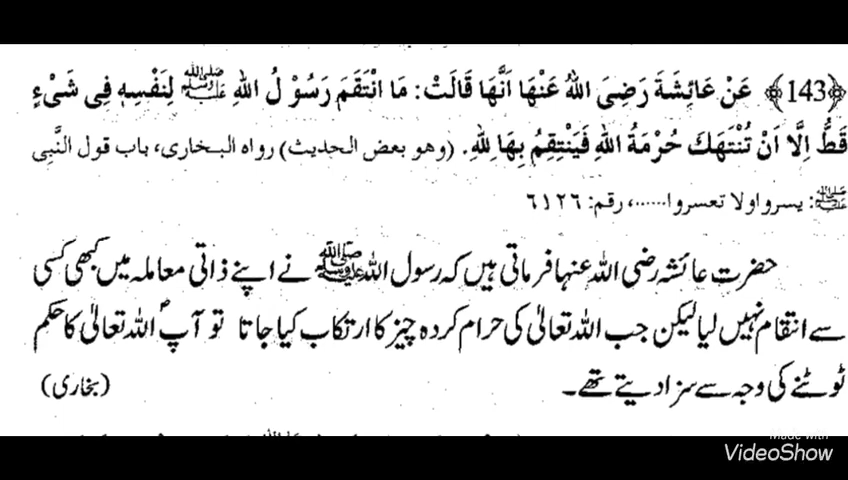 ﴿143﴾ عَنْ عَائِشَةَ رَضِیَ اللّٰہُ عَنْهَا اَنَّهَا قَالَتْ: مَا انْتَقَمَ رَسُوْلُ اللهِ ﷺ لِنَفْسِهٖ فِی شَیْءٍ
قَطُّ اِلَّا اَنْ تُنْتَهَكَ حُرْمَةُ اللهِ فَيَنْتَقِمُ بِهَا لِلّٰهِ. (وهو بعض الحديث) رواه البخارى، باب قول النَّبِى
ﷺ: يسروا ولا تعسروا......، رقم: ٦١٢٦
حضرت عائشہ رضی اللہ عنہا فرماتی ہیں کہ رسول اللہ ﷺ نے اپنے ذاتی معاملہ میں کبھی کسی
سے انتقام نہیں لیا لیکن جب اللہ تعالیٰ کی حرام کردہ چیز کا ارتکاب کیا جاتا تو آپؐ اللہ تعالیٰ کا حکم
ٹوٹنے کی وجہ سے سزا دیتے تھے۔ (بخاری)
Made with
VideoShow